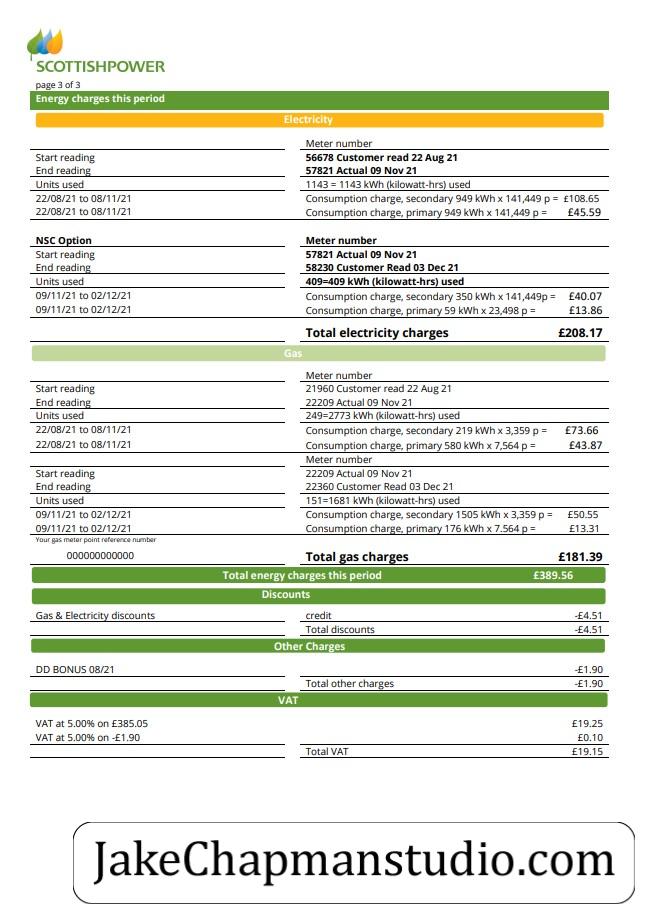 SCOTTISHPOWER
page 3 of 3
Energy charges this period
Electricity
Meter number
Start reading 56678 Customer read 22 Aug 21
End reading 57821 Actual 09 Nov 21
Units used 1143 = 1143 kWh (kilowatt-hrs) used
22/08/21 to 08/11/21 Consumption charge, secondary 949 kWh x 141,449 p = £108.65
22/08/21 to 08/11/21 Consumption charge, primary 949 kWh x 141,449 p = £45.59
NSC Option Meter number
Start reading 57821 Actual 09 Nov 21
End reading 58230 Customer Read 03 Dec 21
Units used 409=409 kWh (kilowatt-hrs) used
09/11/21 to 02/12/21 Consumption charge, secondary 350 kWh x 141,449p = £40.07
09/11/21 to 02/12/21 Consumption charge, primary 59 kWh x 23,498 p = £13.86
Total electricity charges £208.17
Gas
Meter number
Start reading 21960 Customer read 22 Aug 21
End reading 22209 Actual 09 Nov 21
Units used 249=2773 kWh (kilowatt-hrs) used
22/08/21 to 08/11/21 Consumption charge, secondary 219 kWh x 3,359 p = £73.66
22/08/21 to 08/11/21 Consumption charge, primary 580 kWh x 7,564 p = £43.87
Meter number
Start reading 22209 Actual 09 Nov 21
End reading 22360 Customer Read 03 Dec 21
Units used 151=1681 kWh (kilowatt-hrs) used
09/11/21 to 02/12/21 Consumption charge, secondary 1505 kWh x 3,359 p = £50.55
09/11/21 to 02/12/21 Consumption charge, primary 176 kWh x 7.564 p = £13.31
Your gas meter point reference number
000000000000 Total gas charges £181.39
Total energy charges this period £389.56
Discounts
Gas & Electricity discounts credit -£4.51
Total discounts -£4.51
Other Charges
DD BONUS 08/21 -£1.90
Total other charges -£1.90
VAT
VAT at 5.00% on £385.05 £19.25
VAT at 5.00% on -£1.90 £0.10
Total VAT £19.15
JakeChapmanstudio.com